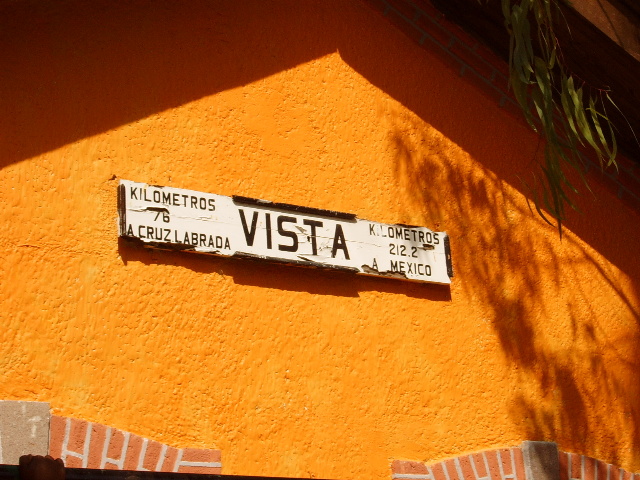 KILOMETROS
76
A CRUZ LABRADA
VISTA
KILOMETROS
212.2
A MEXICO